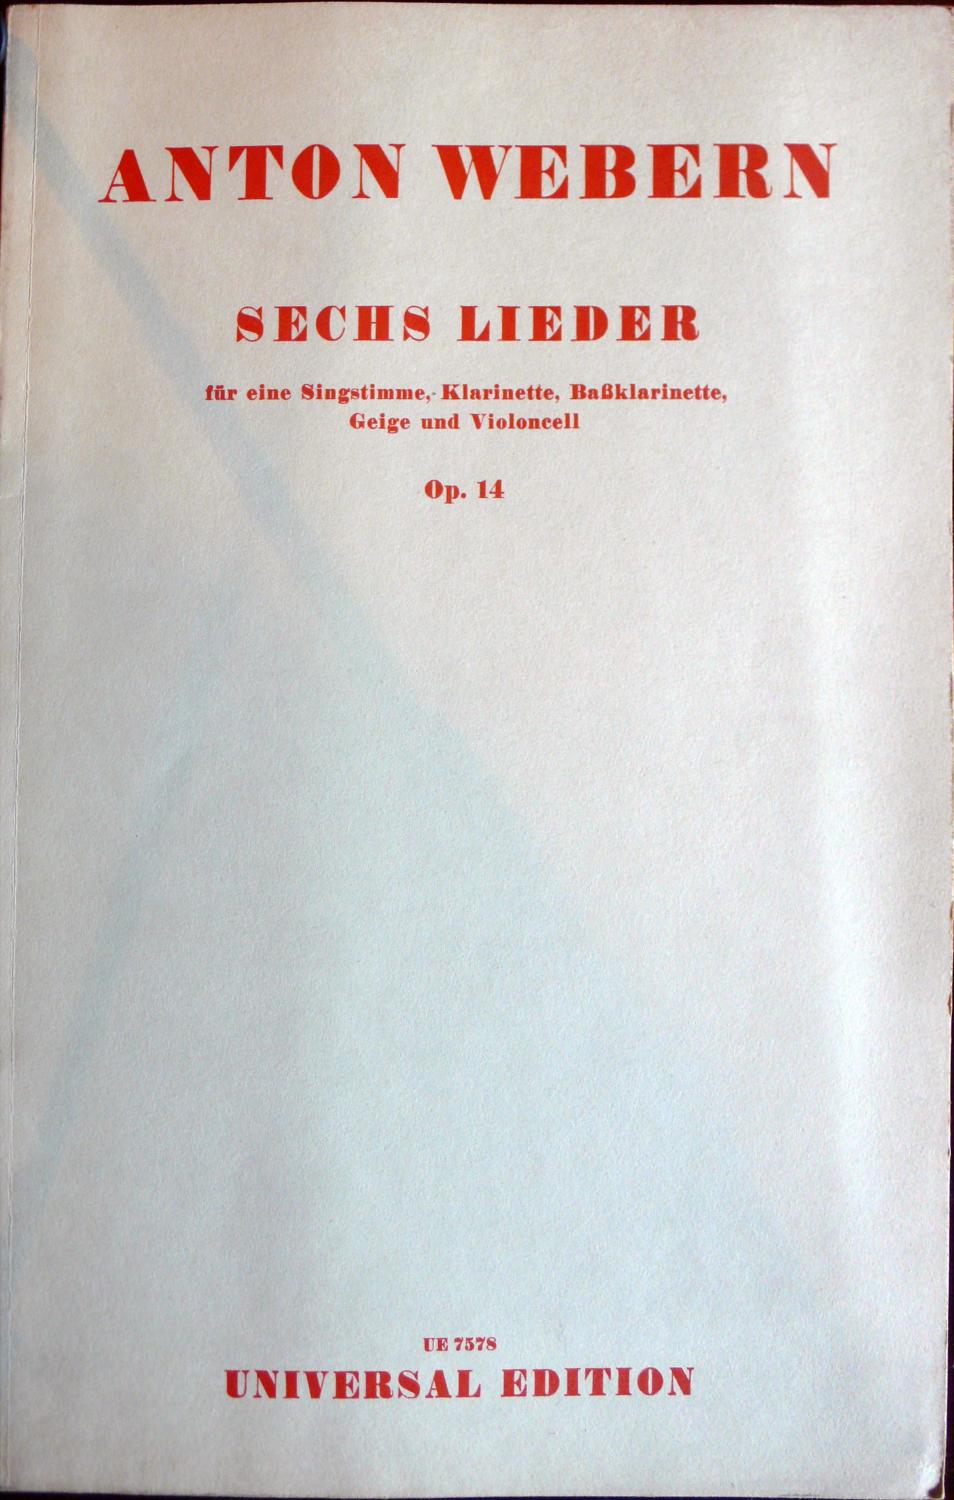 ANTON WEBERN
SECHS LIEDER
für eine Singstimme, Klarinette, Baßklarinette,
Geige und Violoncell
Op. 14
UE 7578
UNIVERSAL EDITION